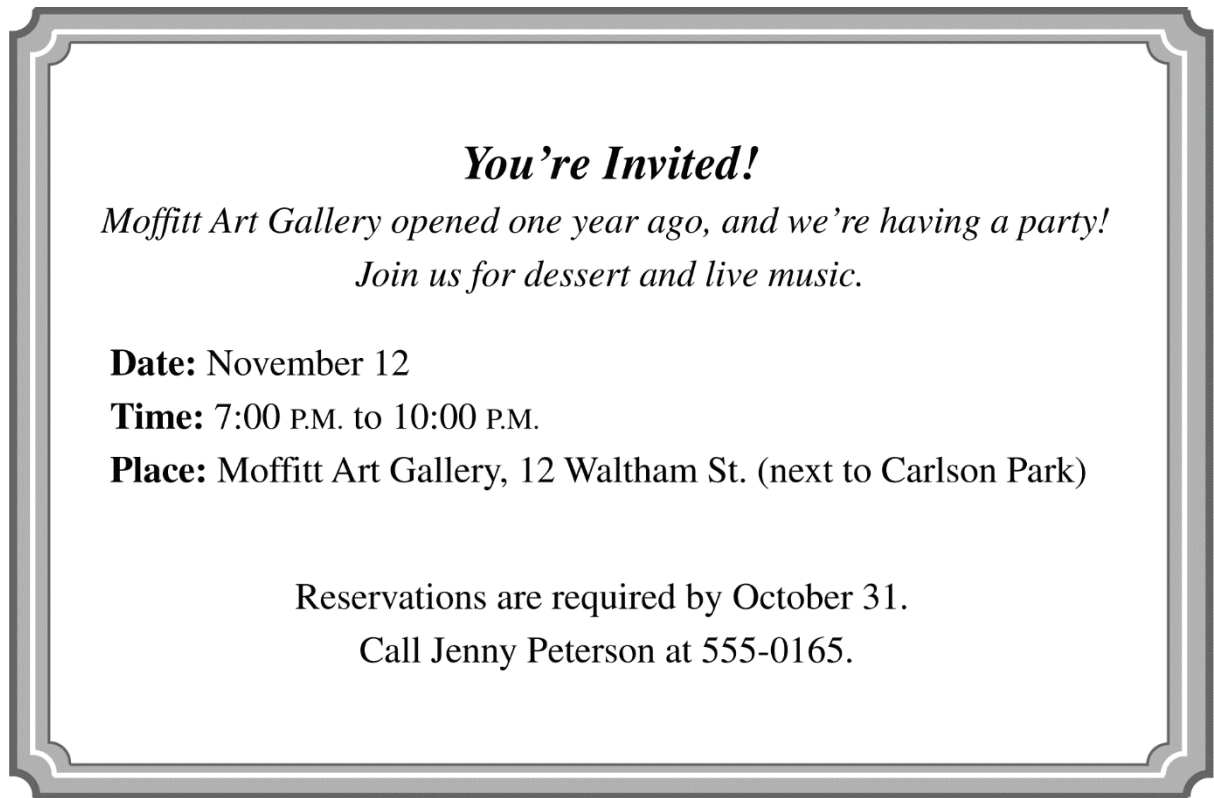 You’re Invited!
Moffitt Art Gallery opened one year ago, and we’re having a party!
Join us for dessert and live music.
Date: November 12
Time: 7:00 P.M. to 10:00 P.M.
Place: Moffitt Art Gallery, 12 Waltham St. (next to Carlson Park)
Reservations are required by October 31.
Call Jenny Peterson at 555-0165.